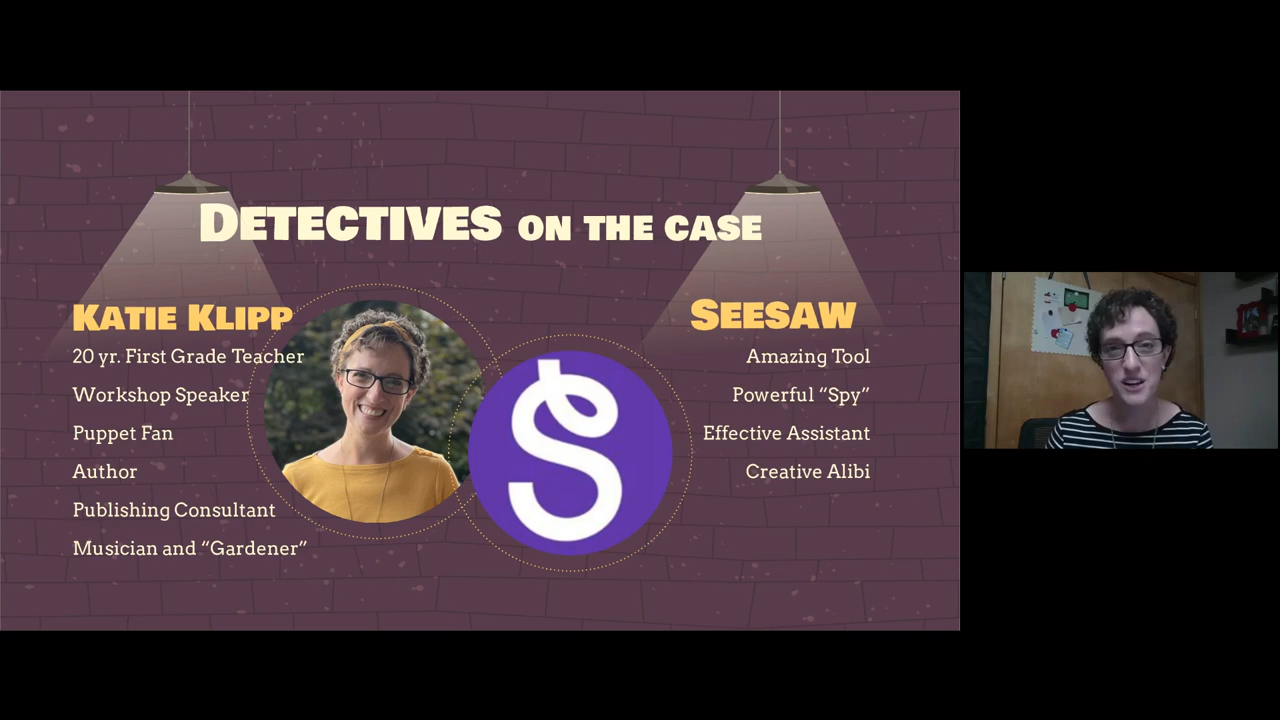 Detectives on the case
Katie Klipp
20 yr. First Grade Teacher
Workshop Speaker
Puppet Fan
Author
Publishing Consultant
Musician and “Gardener”
Seesaw
Amazing Tool
Powerful “Spy”
Effective Assistant
Creative Alibi